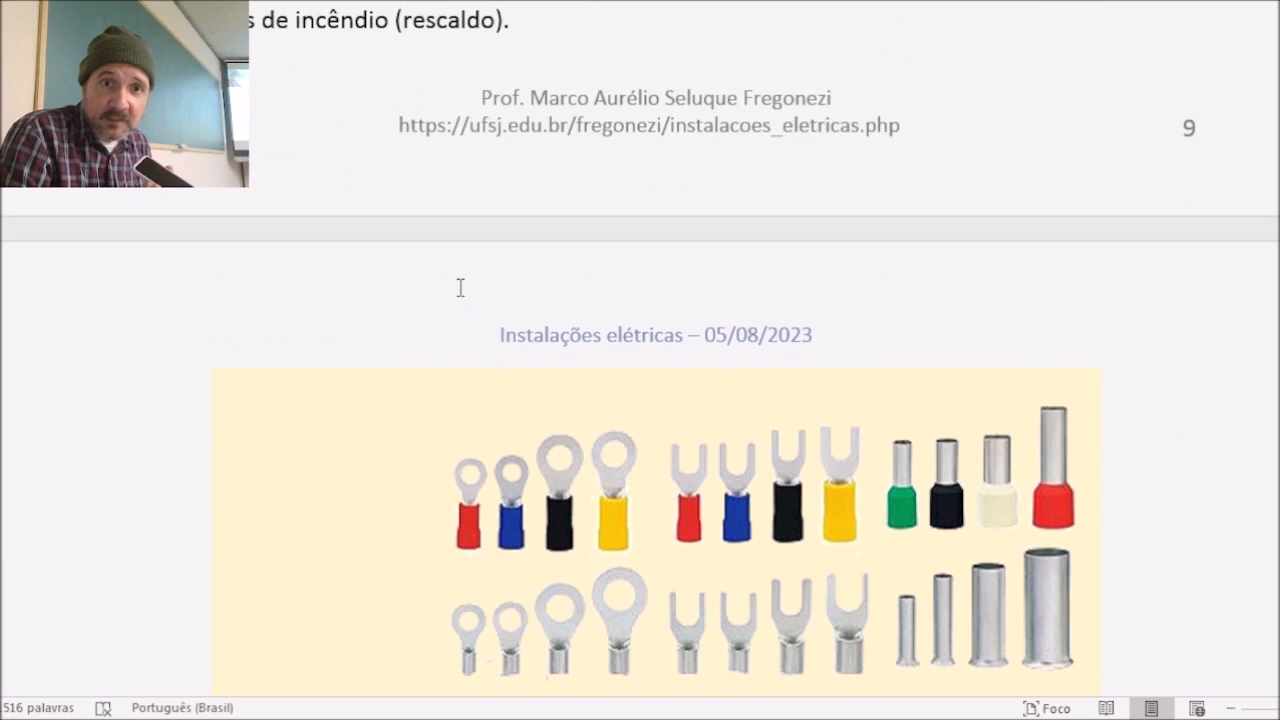 s de incêndio (rescaldo).
Prof. Marco Aurélio Seluque Fregonezi
https://ufsj.edu.br/fregonezi/instalacoes_eletricas.php
9
Instalações elétricas – 05/08/2023
516 palavras
Português (Brasil)
Foco